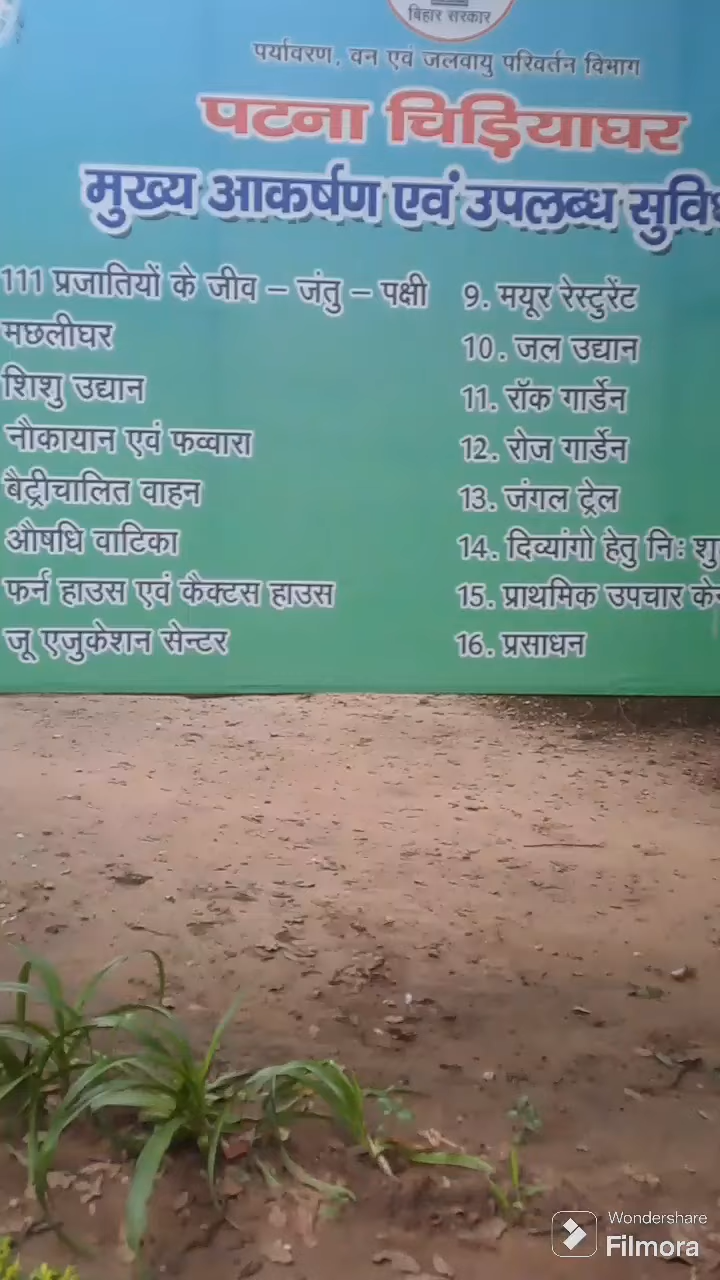 बिहार सरकार
पर्यावरण, वन एवं जलवायु परिवर्तन विभाग
पटना चिड़ियाघर
मुख्य आकर्षण एवं उपलब्ध
111 प्रजातियों के जीव – जंतु – पक्षी
मछलीघर
शिशु उद्यान
नौकायान एवं फव्वारा
बैट्रीचालित वाहन
औषधि वाटिका
फर्न हाउस एवं कैक्टस हाउस
जू एजुकेशन सेन्टर
9. मयूर रेस्टुरेंट
10. जल उद्यान
11. रॉक गार्डेन
12. रोज गार्डेन
13. जंगल ट्रेल
14. दिव्यांगो हेतु निः
15. प्राथमिक उपचार
16. प्रसाधन
Wondershare
Filmora